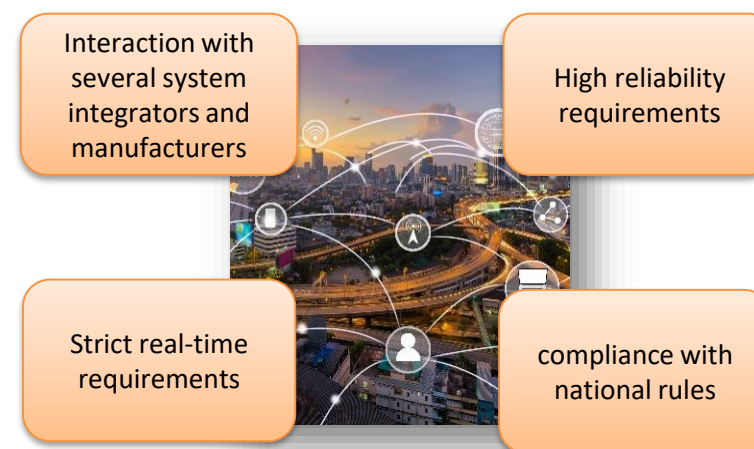 Interaction with
several system
integrators and
manufacturers
High reliability
requirements
Strict real-time
requirements
compliance with
national rules